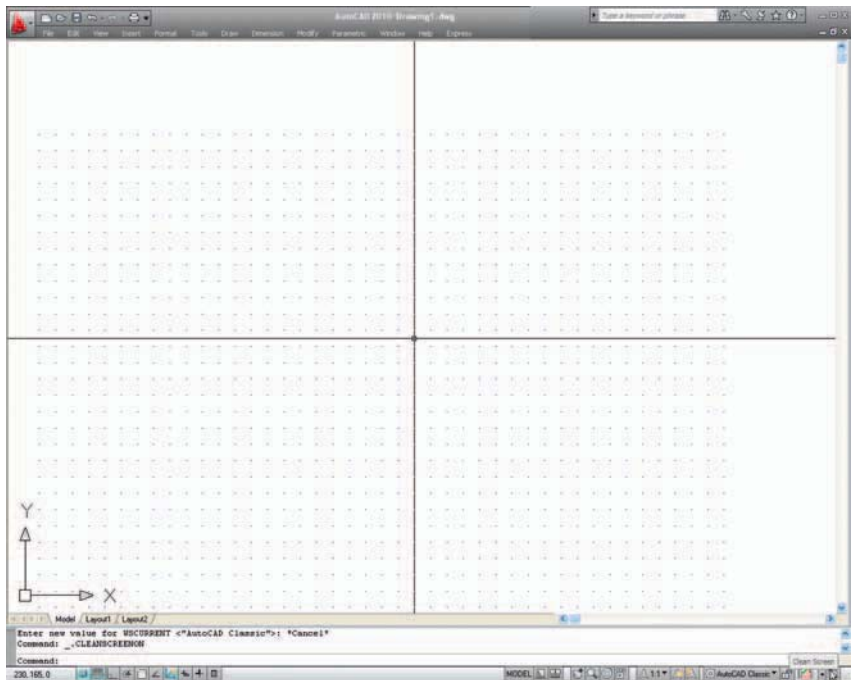 AutoCAD 2010 Drawing1.dwg
Type a keyword or phrase
File Edit View Insert Format Tools Draw Dimension Modify Parametric Window Help Express
Y
X
Model Layout1 Layout2
Enter new value for WSCURRENT <"AutoCAD Classic">: *Cancel*
Command: _.CLEANSCREENON
Command:
Clean Screen
230, 165, 0 MODEL 1:1 AutoCAD Classic